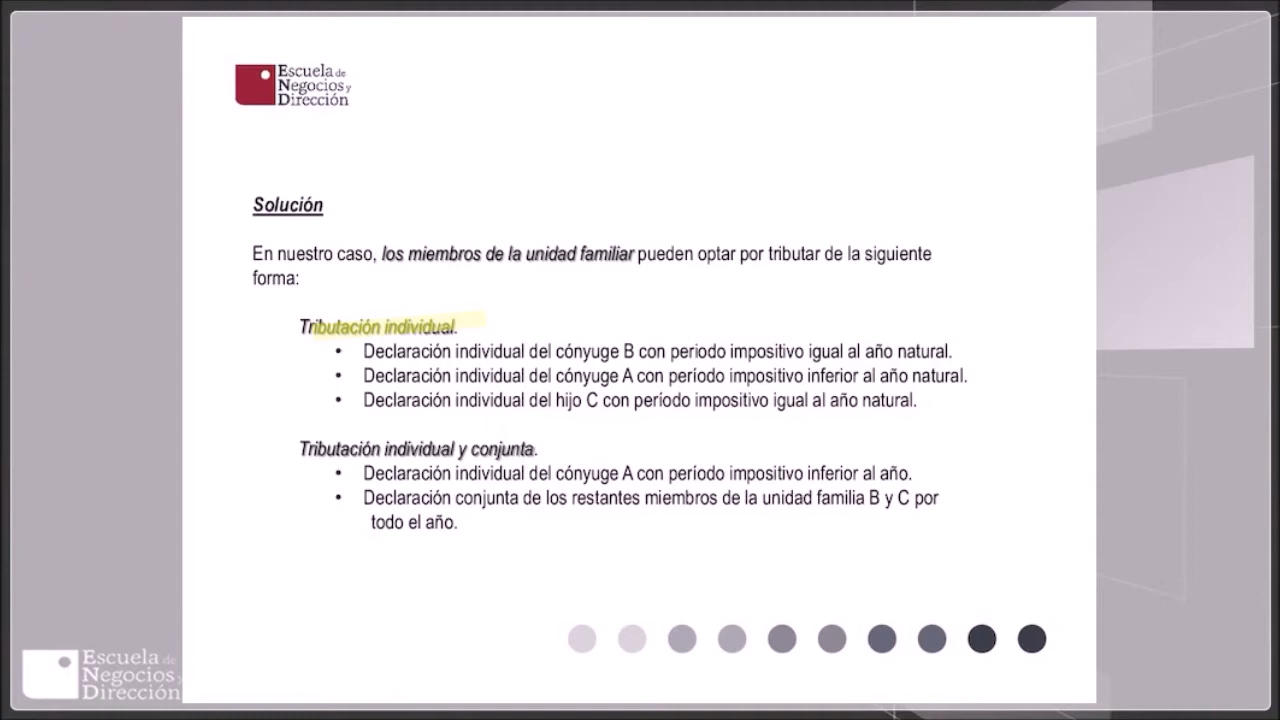 Escuela de
Negocios y
Dirección
Solución
En nuestro caso, los miembros de la unidad familiar pueden optar por tributar de la siguiente
forma:
Tributación individual.
• Declaración individual del cónyuge B con periodo impositivo igual al año natural.
• Declaración individual del cónyuge A con período impositivo inferior al año natural.
• Declaración individual del hijo C con período impositivo igual al año natural.
Tributación individual y conjunta.
• Declaración individual del cónyuge A con período impositivo inferior al año.
• Declaración conjunta de los restantes miembros de la unidad familia B y C por
todo el año.
Escuela de
Negocios y
Dirección